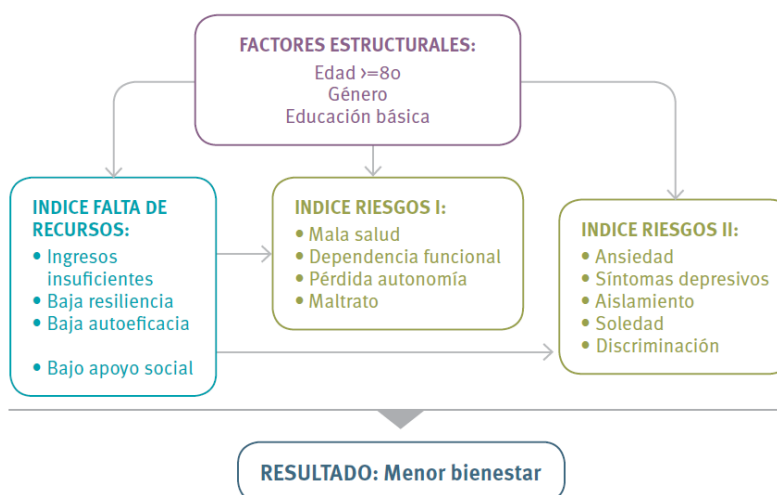 FACTORES ESTRUCTURALES:
Edad >=80
Género
Educación básica
INDICE FALTA DE
RECURSOS:
• Ingresos
insuficientes
• Baja resiliencia
• Baja autoeficacia
• Bajo apoyo social
INDICE RIESGOS I:
• Mala salud
• Dependencia funcional
• Pérdida autonomía
• Maltrato
INDICE RIESGOS II:
• Ansiedad
• Síntomas depresivos
• Aislamiento
• Soledad
• Discriminación
RESULTADO: Menor bienestar